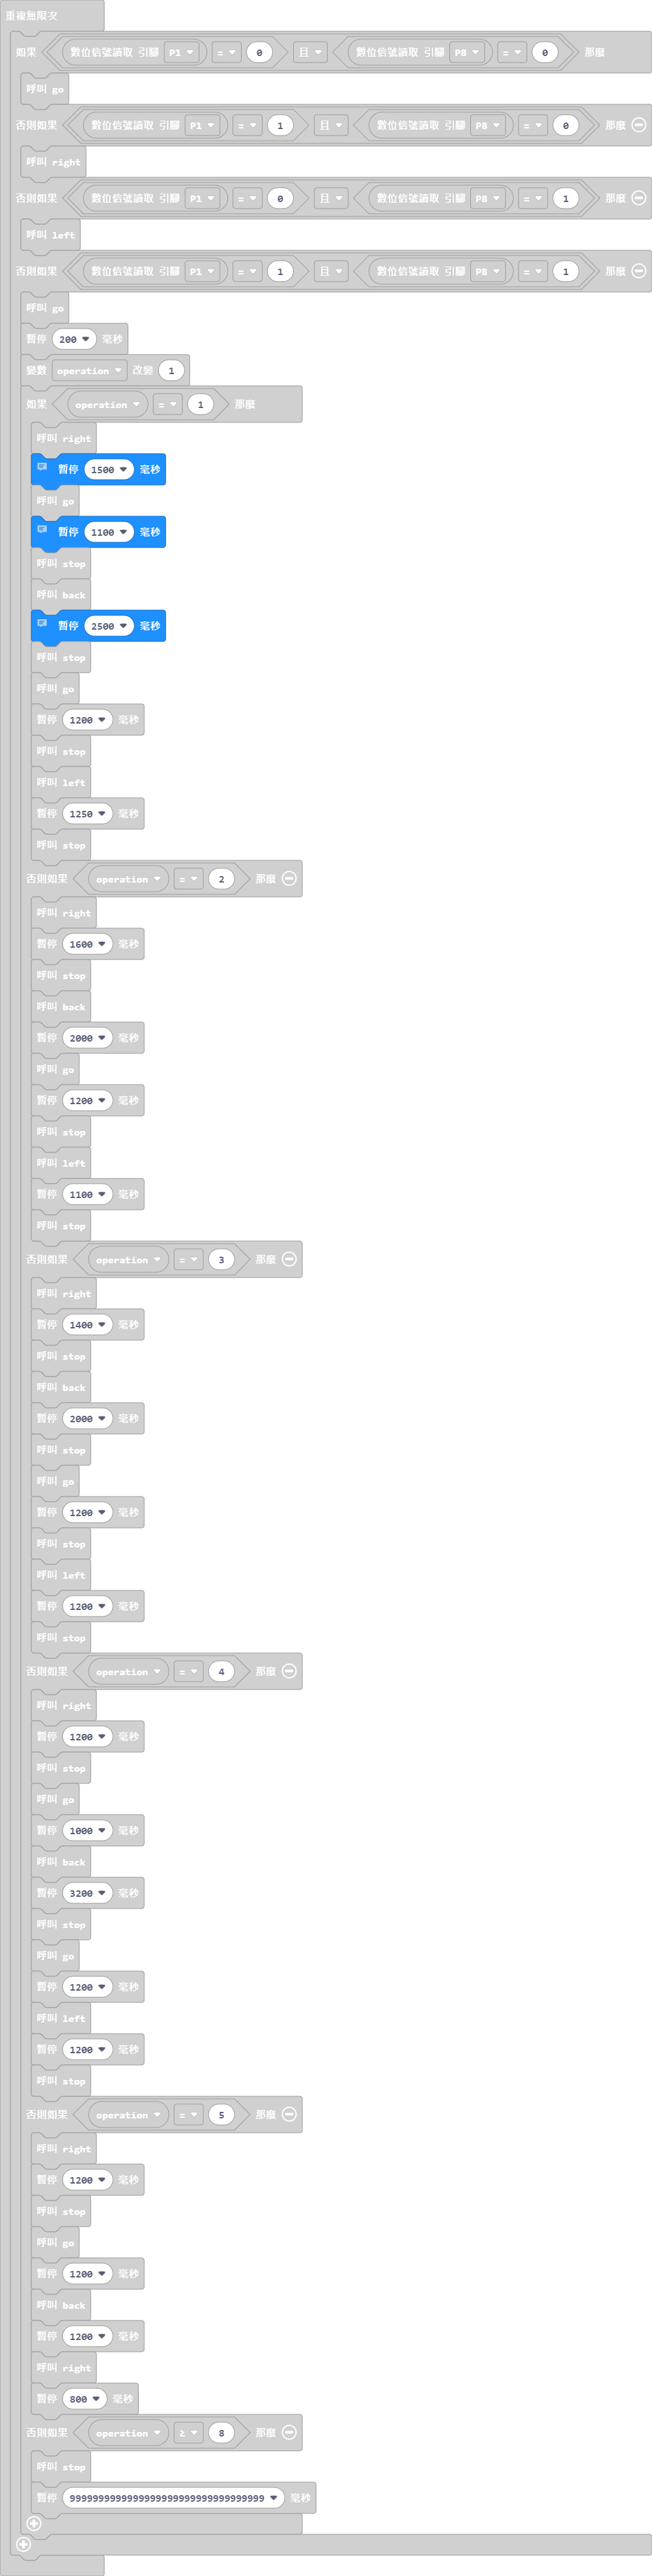 重複無限次
如果 數位信號讀取 引腳 P1 = 0 且 數位信號讀取 引腳 P8 = 0 那麼
呼叫 go
否則如果 數位信號讀取 引腳 P1 = 1 且 數位信號讀取 引腳 P8 = 0 那麼
呼叫 right
否則如果 數位信號讀取 引腳 P1 = 0 且 數位信號讀取 引腳 P8 = 1 那麼
呼叫 left
否則如果 數位信號讀取 引腳 P1 = 1 且 數位信號讀取 引腳 P8 = 1 那麼
呼叫 go
暫停 200 毫秒
變數 operation 改變 1
如果 operation = 1 那麼
呼叫 right
暫停 1500 毫秒
呼叫 go
暫停 1100 毫秒
呼叫 stop
呼叫 back
暫停 2500 毫秒
呼叫 stop
呼叫 go
暫停 1200 毫秒
呼叫 stop
呼叫 left
暫停 1250 毫秒
呼叫 stop
否則如果 operation = 2 那麼
呼叫 right
暫停 1600 毫秒
呼叫 stop
呼叫 back
暫停 2000 毫秒
呼叫 go
暫停 1200 毫秒
呼叫 stop
呼叫 left
暫停 1100 毫秒
呼叫 stop
否則如果 operation = 3 那麼
呼叫 right
暫停 1400 毫秒
呼叫 stop
呼叫 back
暫停 2000 毫秒
呼叫 stop
呼叫 go
暫停 1200 毫秒
呼叫 stop
呼叫 left
暫停 1200 毫秒
呼叫 stop
否則如果 operation = 4 那麼
呼叫 right
暫停 1200 毫秒
呼叫 stop
呼叫 go
暫停 1000 毫秒
呼叫 back
暫停 3200 毫秒
呼叫 stop
呼叫 go
暫停 1200 毫秒
呼叫 left
暫停 1200 毫秒
呼叫 stop
否則如果 operation = 5 那麼
呼叫 right
暫停 1200 毫秒
呼叫 stop
呼叫 go
暫停 1200 毫秒
呼叫 back
暫停 1200 毫秒
呼叫 right
暫停 800 毫秒
否則如果 operation ≥ 8 那麼
呼叫 stop
暫停 9999999999999999999999999999999999 毫秒